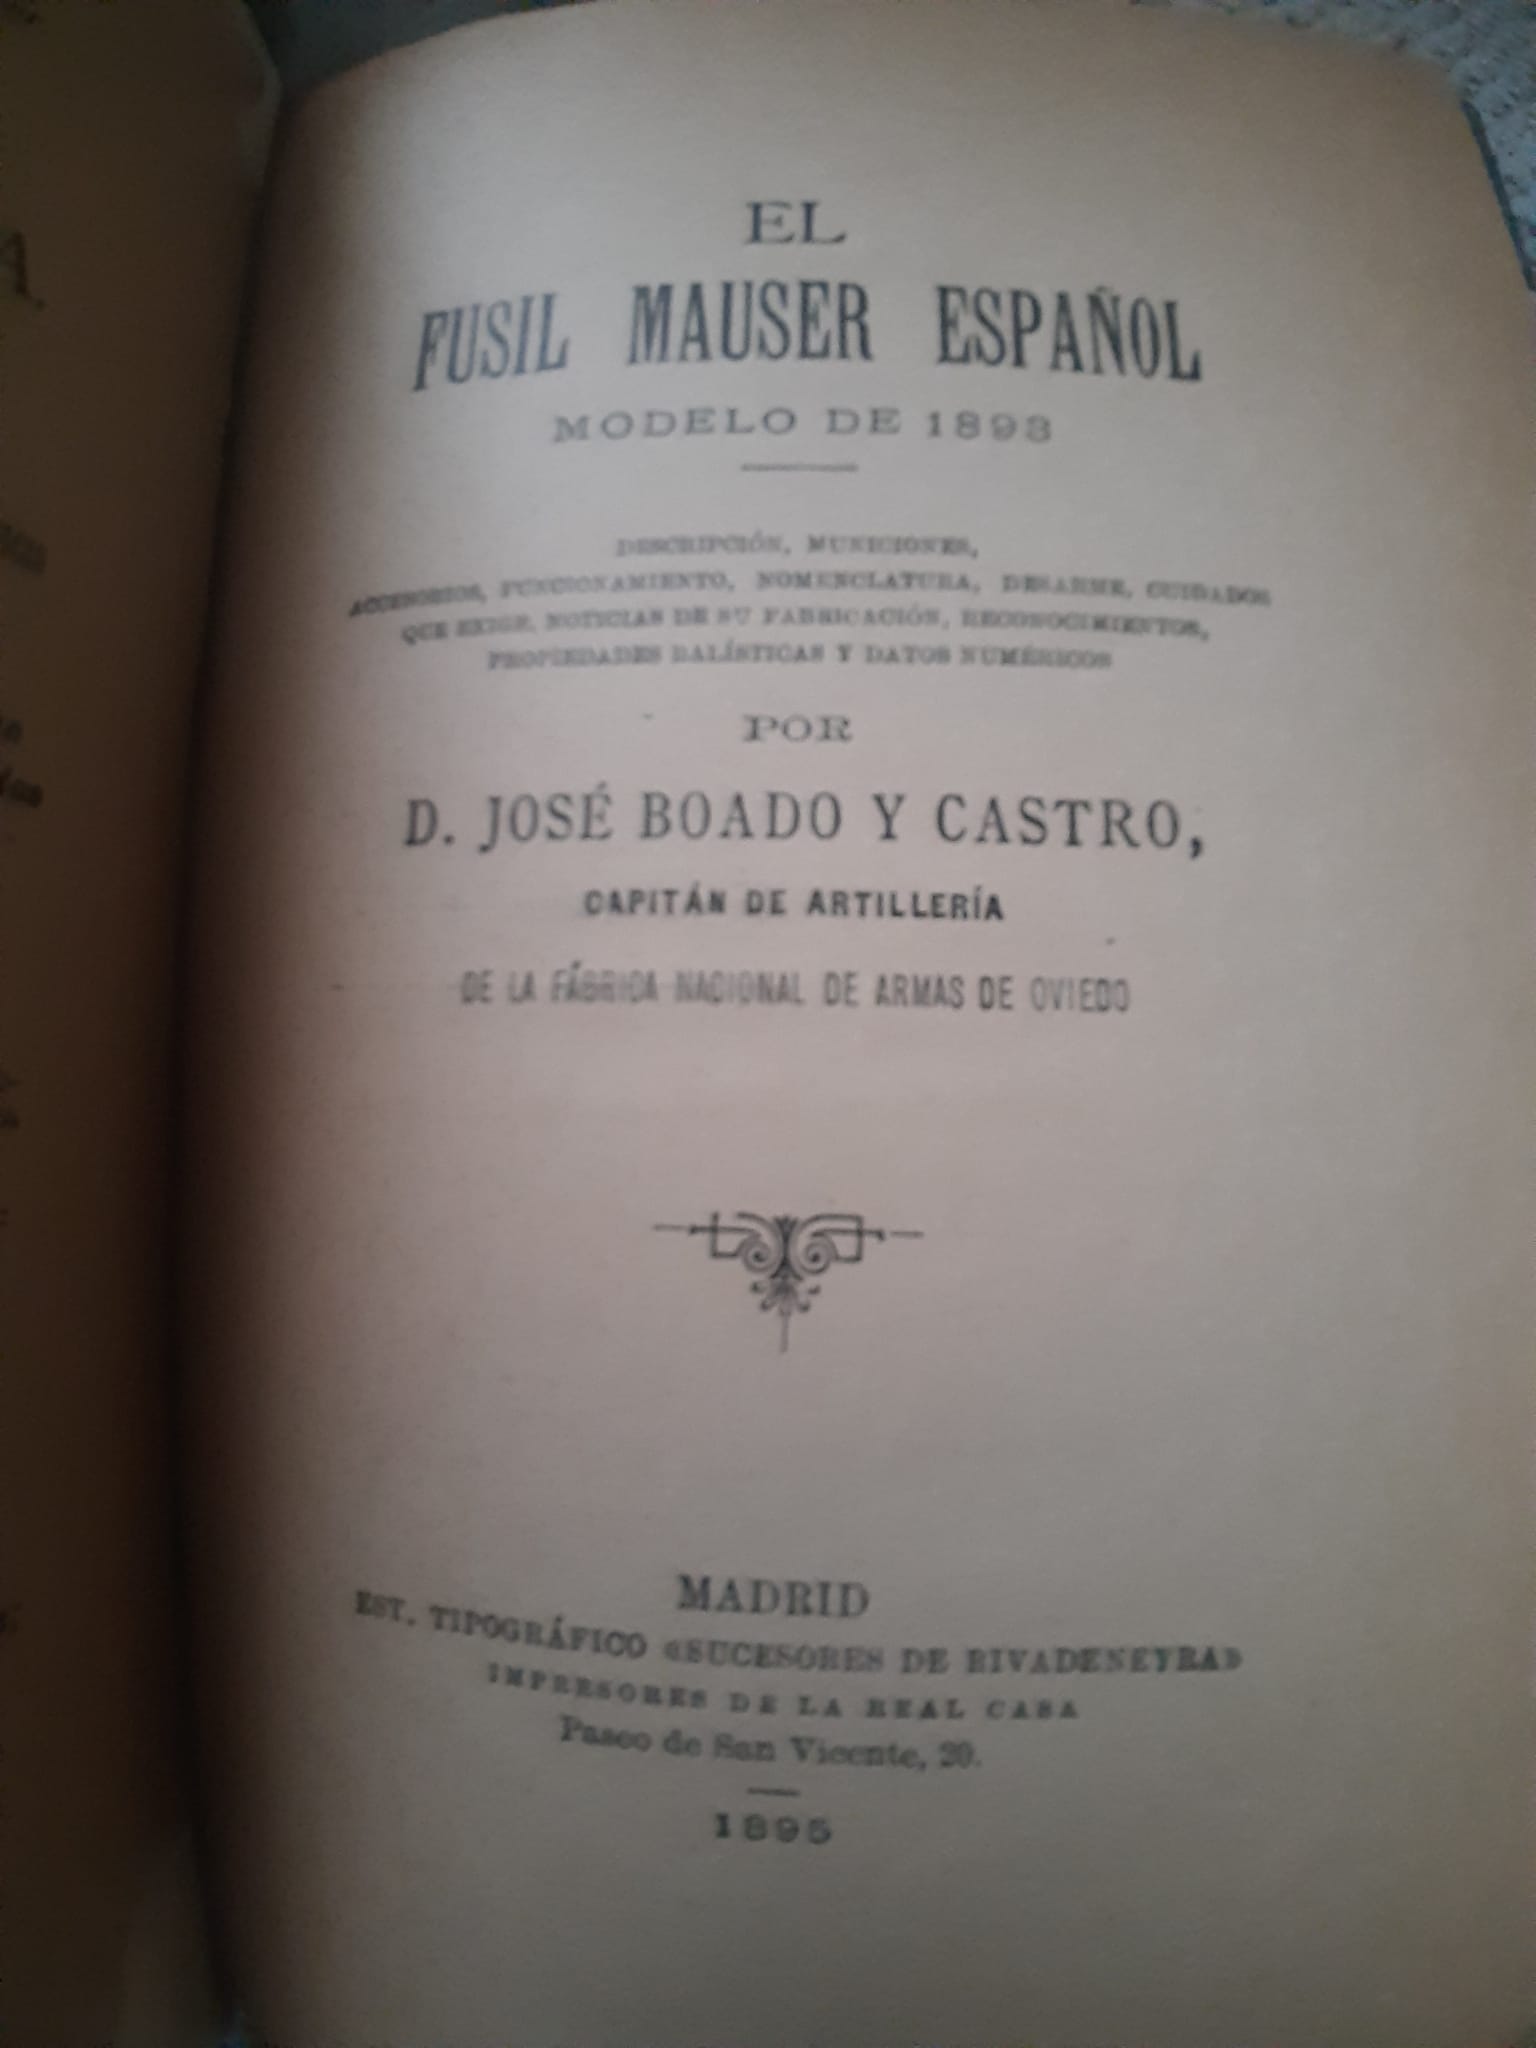 EL
FUSIL MAUSER ESPAÑOL
MODELO DE 1893
DESCRIPCIÓN, MUNICIONES,
ACCESORIOS, FUNCIONAMIENTO, NOMENCLATURA, DESARME, CUIDADOS
QUE EXIGE, NOTICIAS DE SU FABRICACIÓN, RECONOCIMIENTOS,
PROPIEDADES BALÍSTICAS Y DATOS NUMÉRICOS
POR
D. JOSÉ BOADO Y CASTRO,
CAPITÁN DE ARTILLERÍA
DE LA FÁBRICA NACIONAL DE ARMAS DE OVIEDO
MADRID
EST. TIPOGRÁFICO «SUCESORES DE RIVADENEYRA»
IMPRESORES DE LA REAL CASA
Paseo de San Vicente, 20.
1895